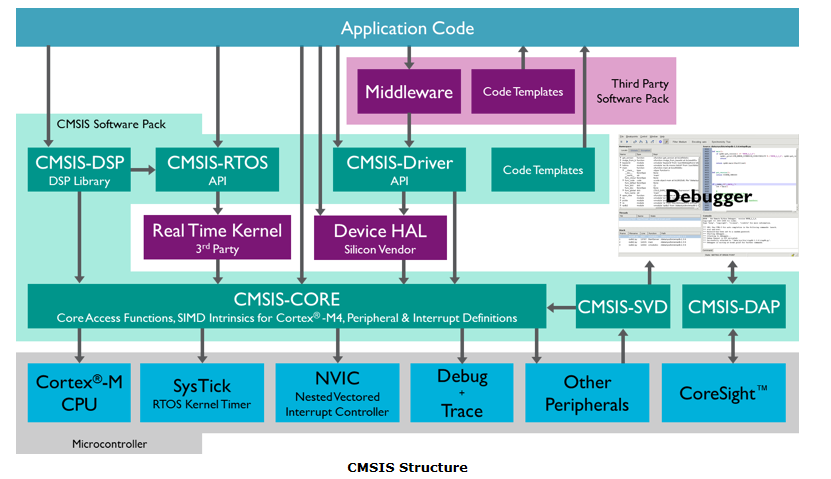 Application Code
Middleware
Code Templates
Third Party
Software Pack
CMSIS Software Pack
CMSIS-DSP
DSP Library
CMSIS-RTOS
API
CMSIS-Driver
API
Code Templates
Debugger
Real Time Kernel
3rd Party
Device HAL
Silicon Vendor
CMSIS-CORE
Core Access Functions, SIMD Intrinsics for Cortex®-M4, Peripheral & Interrupt Definitions
CMSIS-SVD
CMSIS-DAP
Cortex®-M
CPU
SysTick
RTOS Kernel Timer
NVIC
Nested Vectored
Interrupt Controller
Debug
+
Trace
Other
Peripherals
CoreSight™
Microcontroller
CMSIS Structure